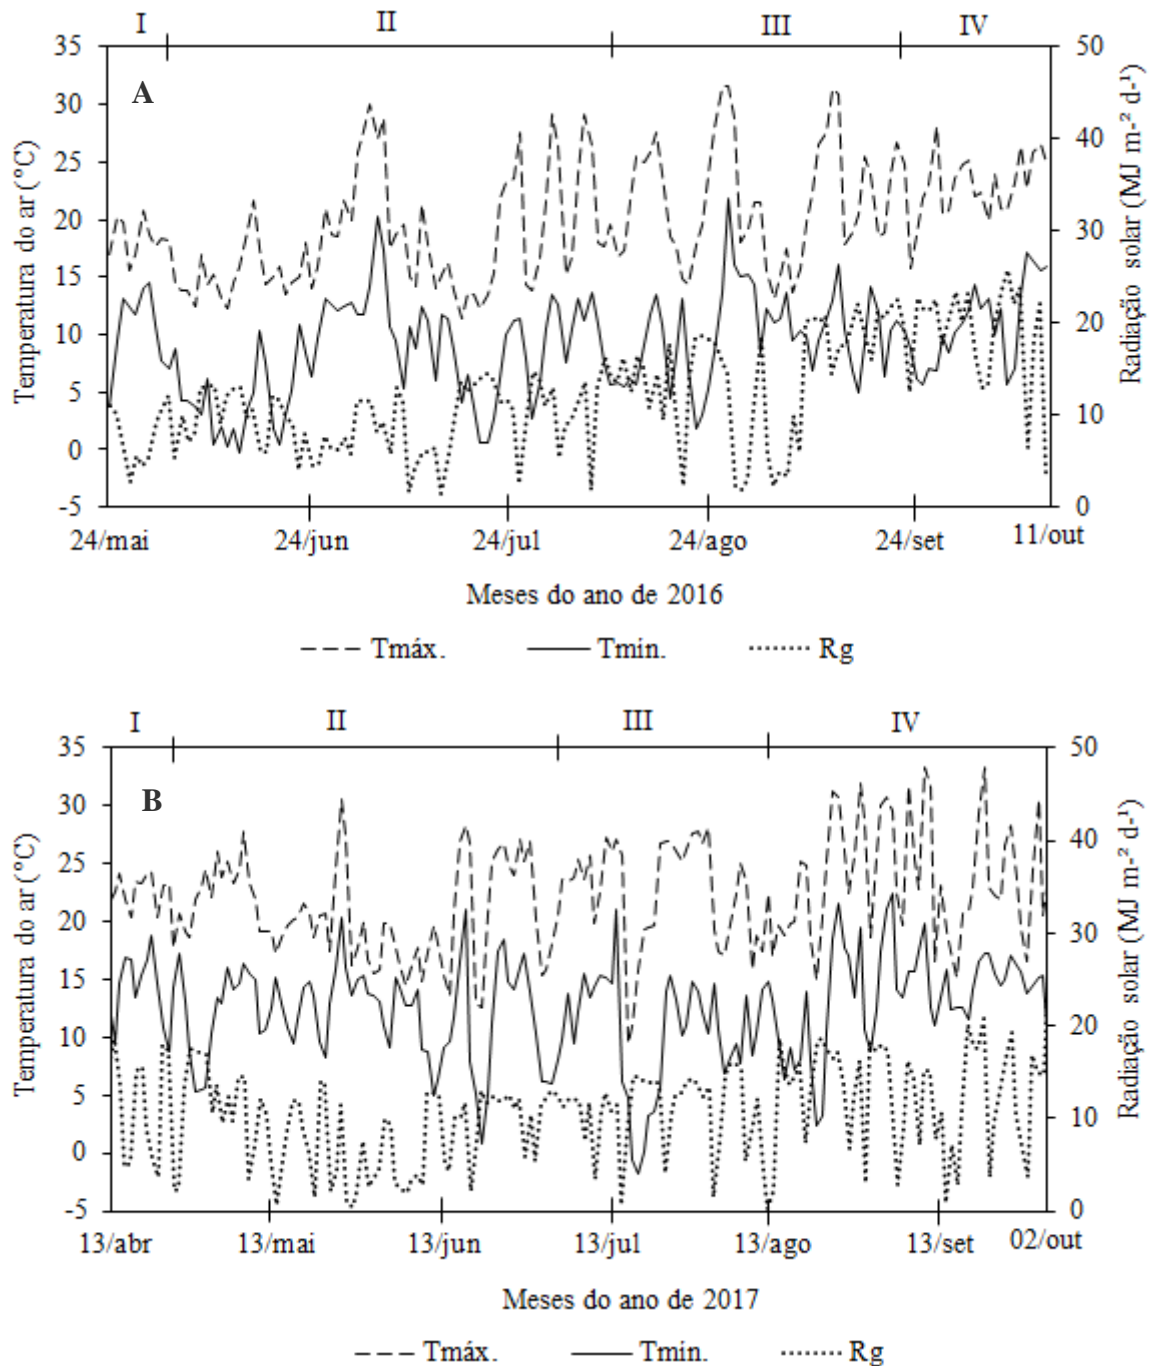 I II III IV
35 50
A
30 40
25
20 30
15
20
10
5 10
0
-5 0
Temperatura do ar (°C)
Radiação solar (MJ m-² d-¹)
24/mai 24/jun 24/jul 24/ago 24/set 11/out
Meses do ano de 2016
Tmáx. Tmin. Rg
I II III IV
35 50
B
30 40
25
20 30
15
20
10
5 10
0
-5 0
Temperatura do ar (°C)
Radiação solar (MJ m-² d-¹)
13/abr 13/mai 13/jun 13/jul 13/ago 13/set 02/out
Meses do ano de 2017
Tmáx. Tmin. Rg